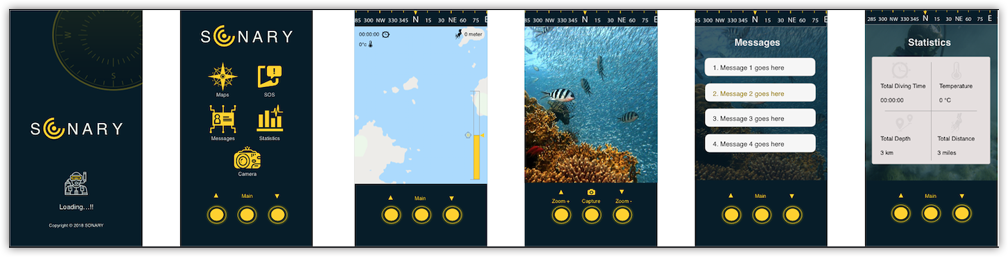 SONARY
Loading...!!
Copyright © 2018 SONARY
SONARY
Maps
SOS
Messages
Statistics
Camera
▲ Main ▼
285 300 NW 330 345 N 15 30 NE 60 75 E
00:00:00
0 meter
0°c
▲ Main ▼
285 300 NW 330 345 N 15 30 NE 60 75 E
▲ ▼
Zoom + Capture Zoom -
285 300 NW 330 345 N 15 30 NE 60 75 E
Messages
1. Message 1 goes here
2. Message 2 goes here
3. Message 3 goes here
4. Message 4 goes here
▲ Main ▼
285 300 NW 330 345 N 15 30 NE 60 75 E
Statistics
Total Diving Time
00:00:00
Temperature
0 °C
Total Depth
3 km
Total Distance
3 miles
▲ Main ▼